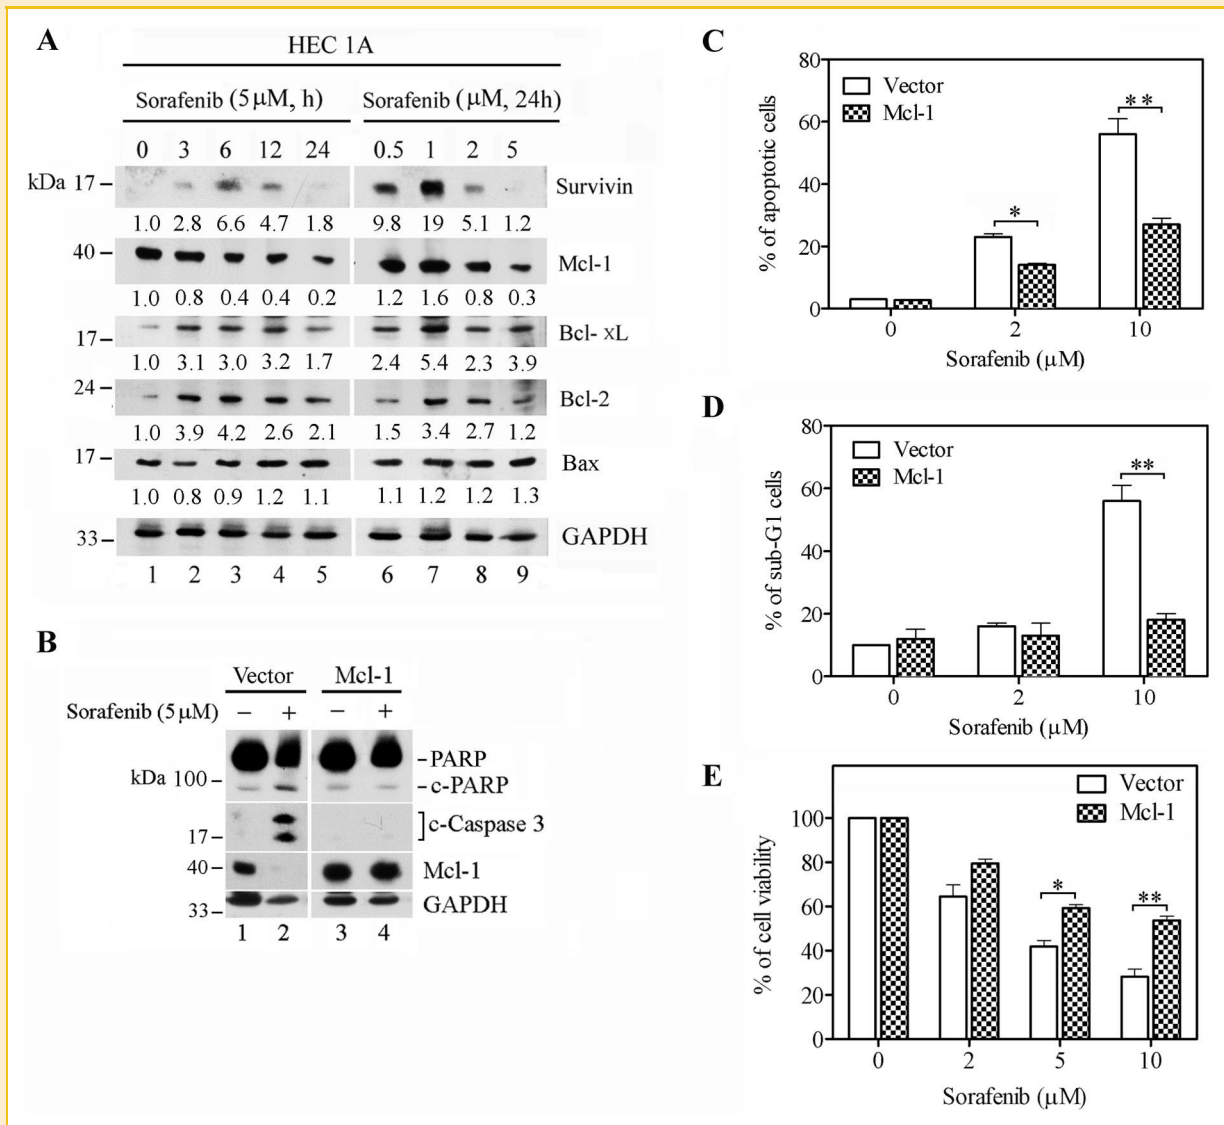 A
HEC 1A
Sorafenib (5 µM, h) Sorafenib (µM, 24h)
0 3 6 12 24 0.5 1 2 5
kDa 17 Survivin
1.0 2.8 6.6 4.7 1.8 9.8 19 5.1 1.2
40 Mcl-1
1.0 0.8 0.4 0.4 0.2 1.2 1.6 0.8 0.3
17 Bcl- xL
1.0 3.1 3.0 3.2 1.7 2.4 5.4 2.3 3.9
24 Bcl-2
1.0 3.9 4.2 2.6 2.1 1.5 3.4 2.7 1.2
17 Bax
1.0 0.8 0.9 1.2 1.1 1.1 1.2 1.2 1.3
33 GAPDH
1 2 3 4 5 6 7 8 9
B
Vector Mcl-1
Sorafenib (5 µM) − + − +
PARP
kDa 100 c-PARP
17 c-Caspase 3
40 Mcl-1
33 GAPDH
1 2 3 4
C
% of apoptotic cells
80
60
40
20
0
Vector
Mcl-1
*
**
0 2 10
Sorafenib (µM)
D
% of sub-G1 cells
80
60
40
20
0
Vector
Mcl-1
**
0 2 10
Sorafenib (µM)
E
% of cell viability
100
80
60
40
20
0
Vector
Mcl-1
*
**
0 2 5 10
Sorafenib (µM)